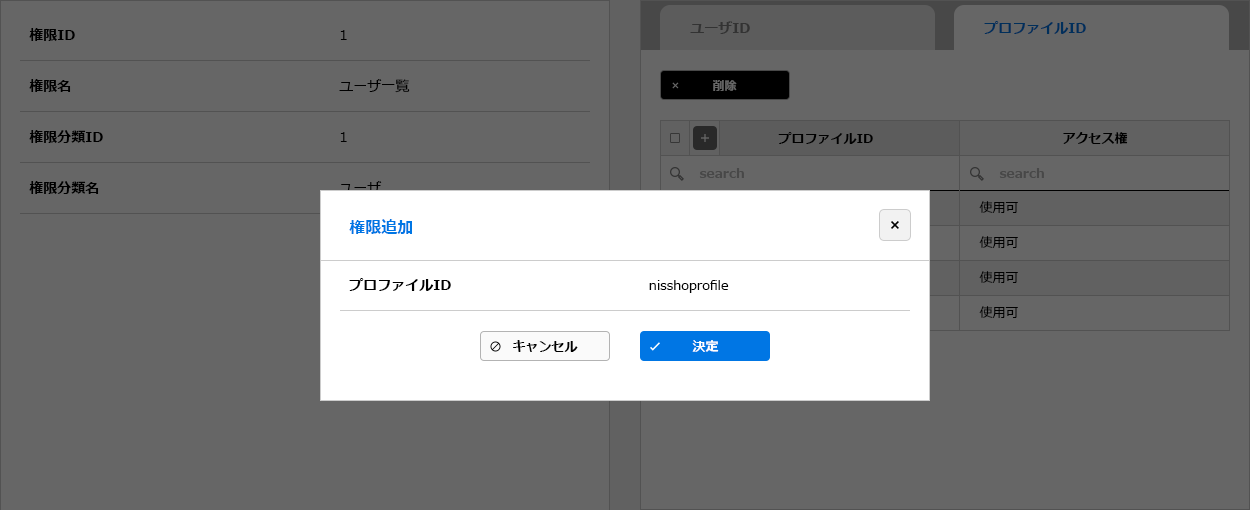 権限ID 1
権限名 ユーザ一覧
権限分類ID 1
権限分類名 ユーザ
ユーザID プロファイルID
× 削除
+ プロファイルID アクセス権
search search
使用可
使用可
使用可
使用可
権限追加 ×
プロファイルID nisshoprofile
キャンセル 決定